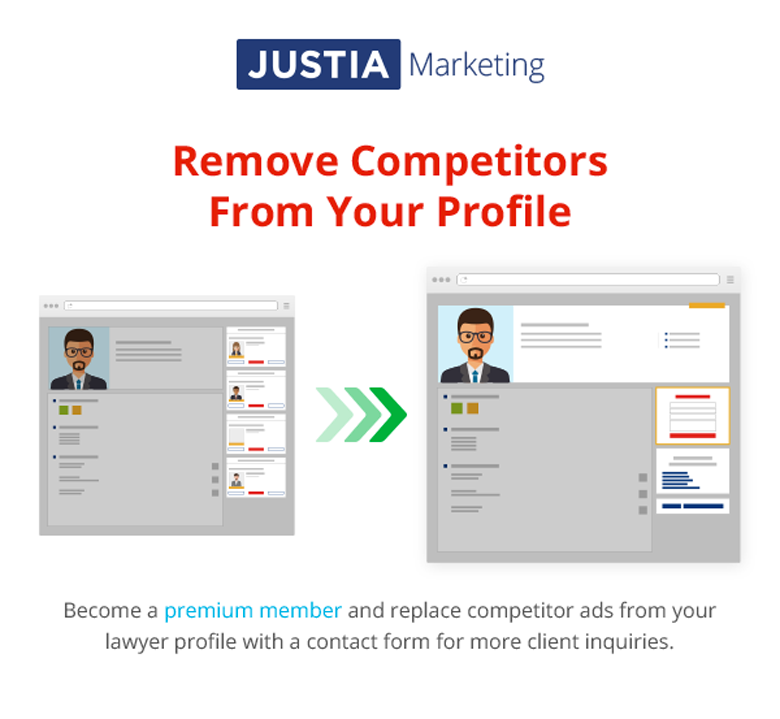 JUSTIA Marketing
Remove Competitors
From Your Profile
Become a premium member and replace competitor ads from your
lawyer profile with a contact form for more client inquiries.